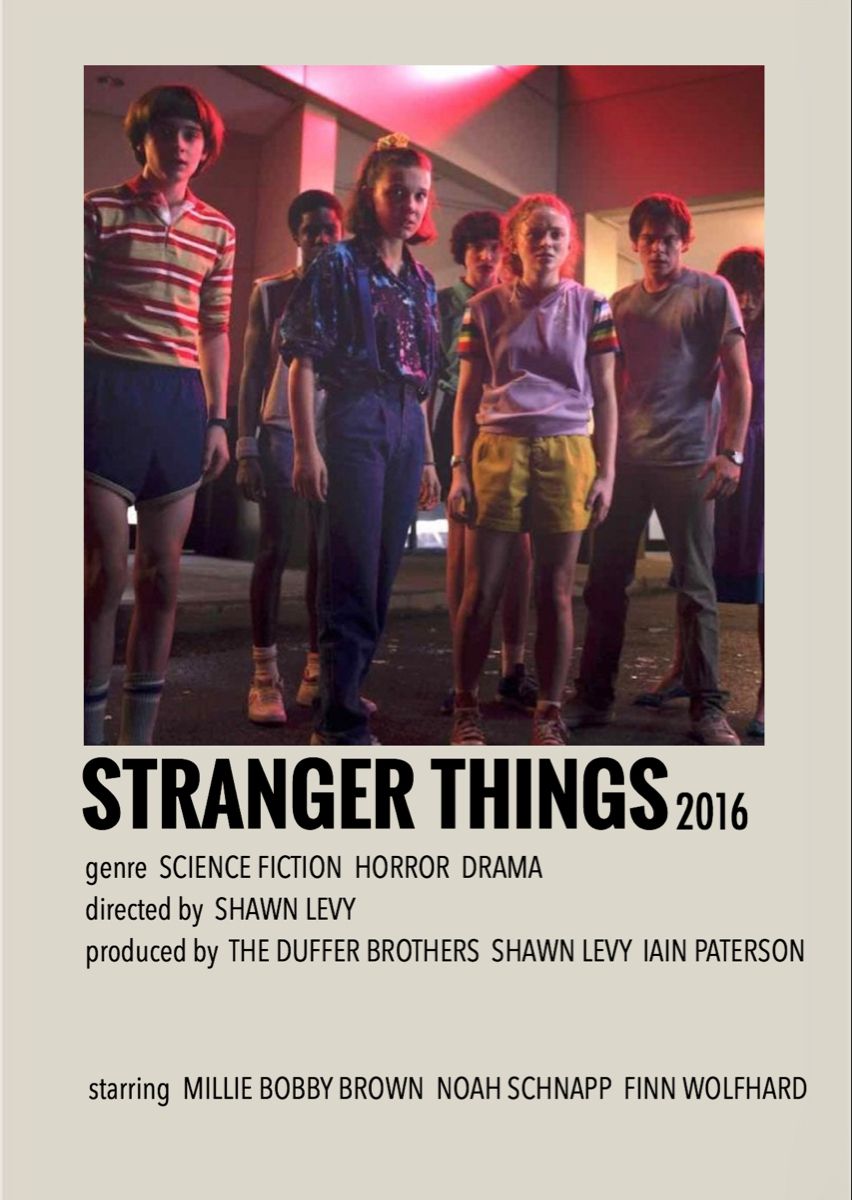 STRANGER THINGS 2016
genre SCIENCE FICTION HORROR DRAMA
directed by SHAWN LEVY
produced by THE DUFFER BROTHERS SHAWN LEVY IAIN PATERSON
starring MILLIE BOBBY BROWN NOAH SCHNAPP FINN WOLFHARD